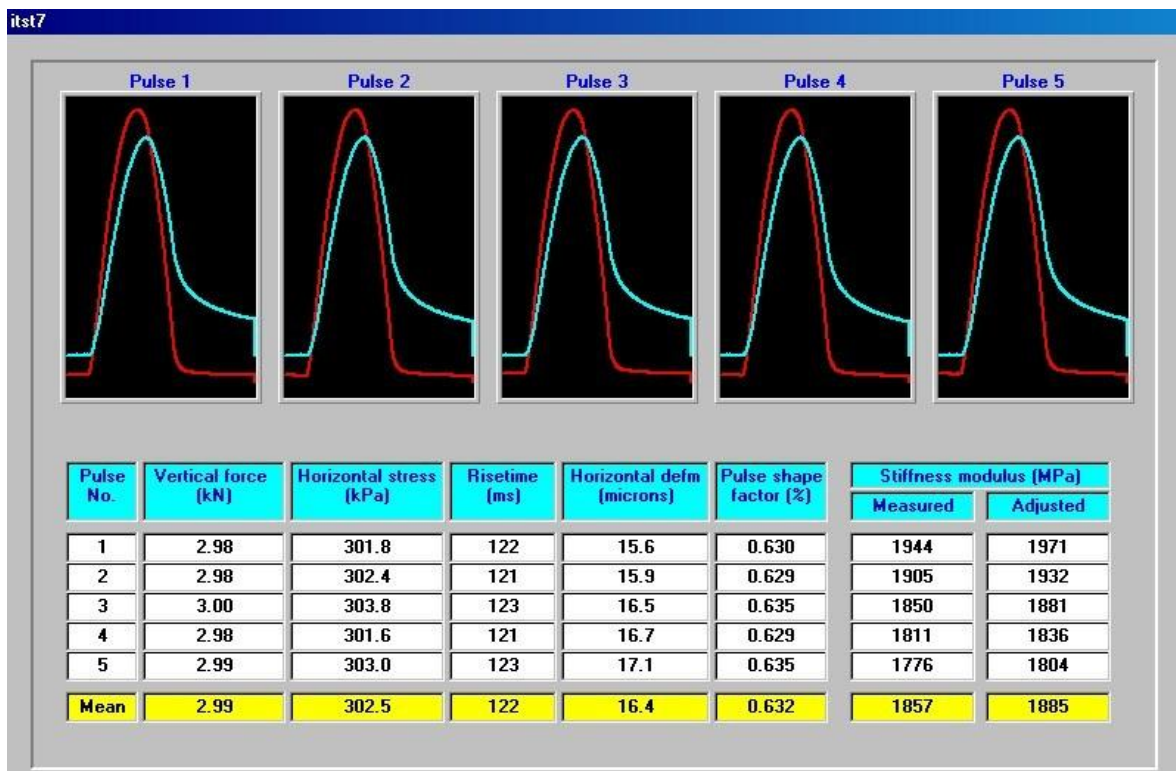 itst7
Pulse 1 Pulse 2 Pulse 3 Pulse 4 Pulse 5
Pulse No. Vertical force (kN) Horizontal stress (kPa) Risetime (ms) Horizontal defm (microns) Pulse shape factor (%) Stiffness modulus (MPa)
Measured Adjusted
1 2.98 301.8 122 15.6 0.630 1944 1971
2 2.98 302.4 121 15.9 0.629 1905 1932
3 3.00 303.8 123 16.5 0.635 1850 1881
4 2.98 301.6 121 16.7 0.629 1811 1836
5 2.99 303.0 123 17.1 0.635 1776 1804
Mean 2.99 302.5 122 16.4 0.632 1857 1885